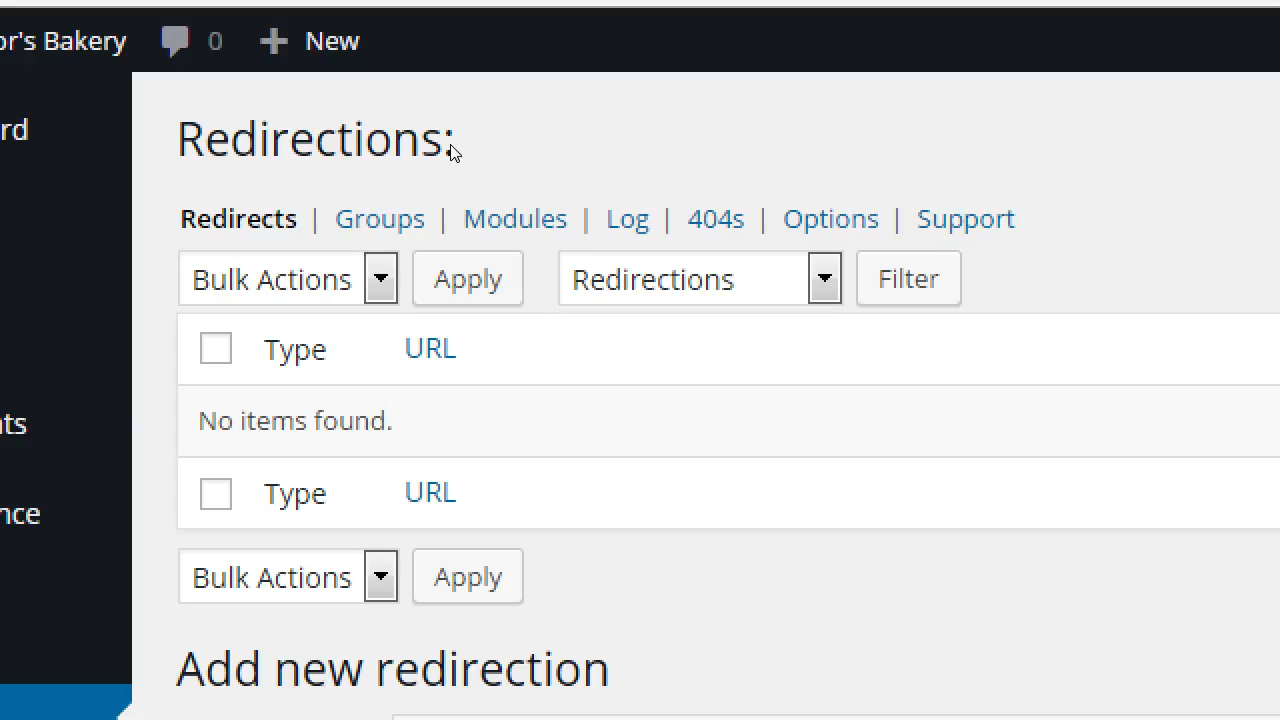 or's Bakery 0 New
rd
Redirections:
Redirects | Groups | Modules | Log | 404s | Options | Support
Bulk Actions Apply Redirections Filter
Type URL
No items found.
nts
Type URL
nce
Bulk Actions Apply
Add new redirection